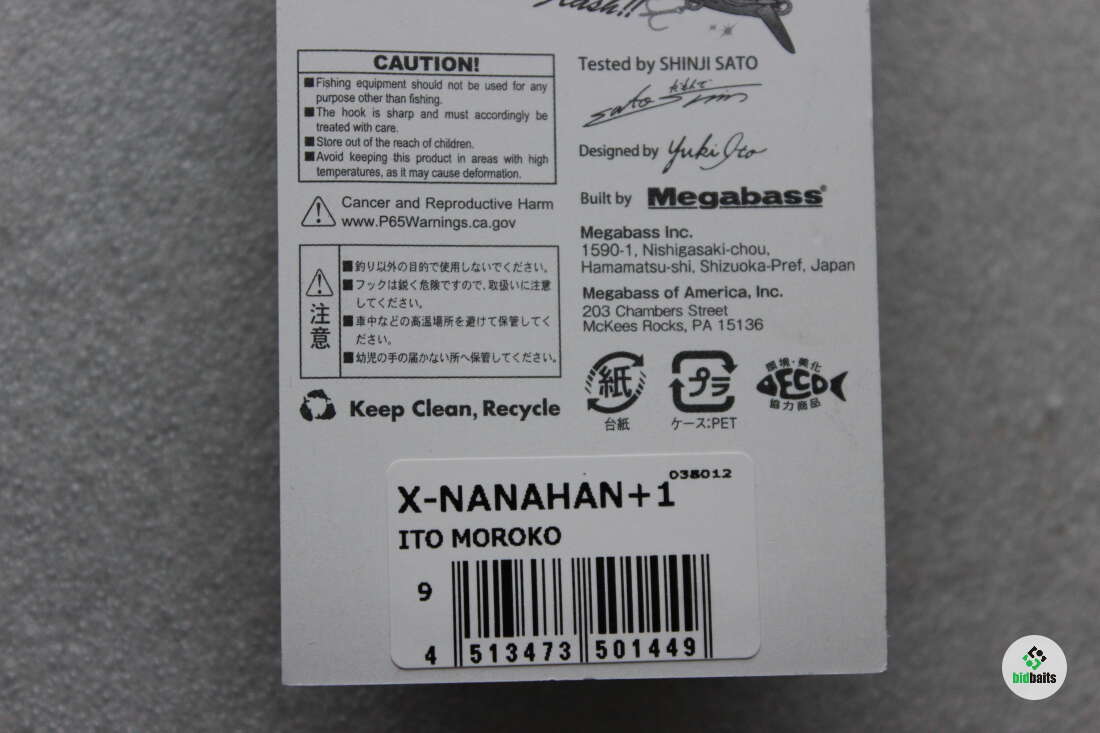 CAUTION!
■Fishing equipment should not be used for any
purpose other than fishing.
■The hook is sharp and must accordingly be
treated with care.
■Store out of the reach of children.
■Avoid keeping this product in areas with high
temperatures, as it may cause deformation.
Cancer and Reproductive Harm
www.P65Warnings.ca.gov
注意
■釣り以外の目的で使用しないでください。
■フックは鋭く危険ですので、取扱いに注意
してください。
■車中などの高温場所を避けて保管してく
ださい。
■幼児の手の届かない所へ保管してください。
Keep Clean, Recycle
Tested by SHINJI SATO
Designed by Yuki Ito
Built by Megabass®
Megabass Inc.
1590-1, Nishigasaki-chou,
Hamamatsu-shi, Shizuoka-Pref, Japan
Megabass of America, Inc.
203 Chambers Street
McKees Rocks, PA 15136
紙
台紙
プラ
ケース:PET
環境・美化
ECO
協力商品
038012
X-NANAHAN+1
ITO MOROKO
9
4 513473 501449
bidbaits